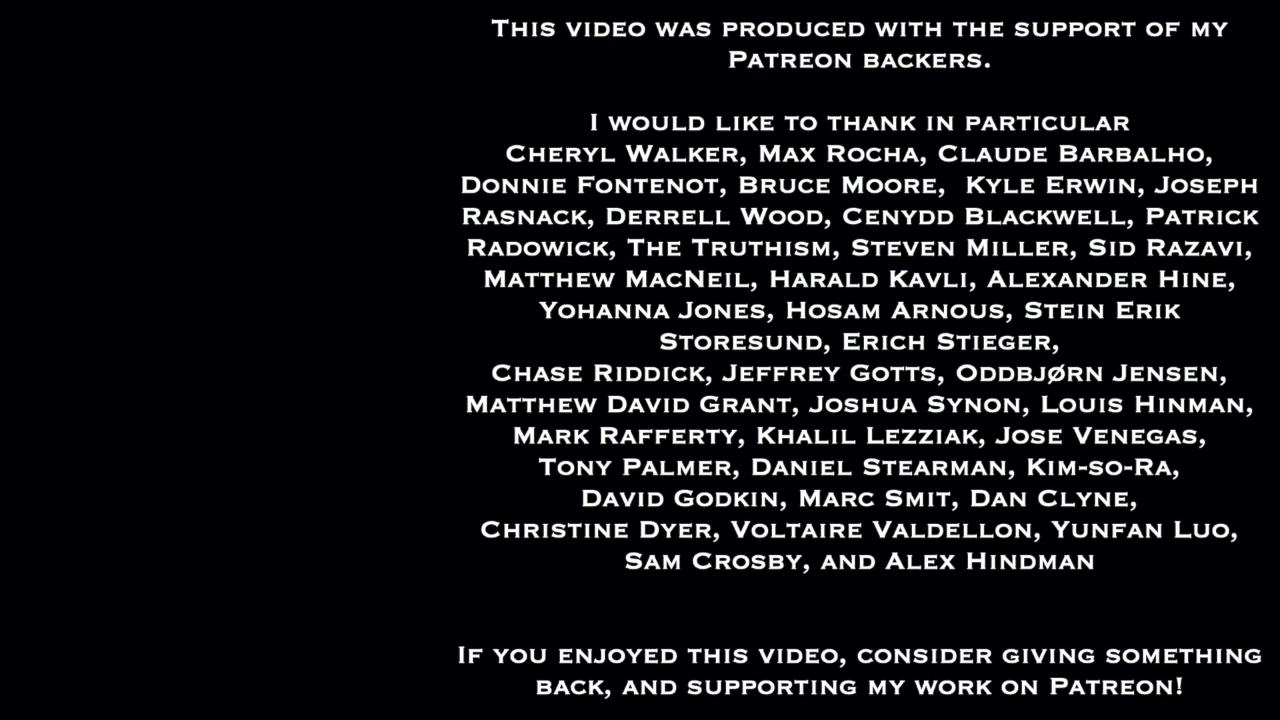 This video was produced with the support of my
Patreon backers.
I would like to thank in particular
Cheryl Walker, Max Rocha, Claude Barbalho,
Donnie Fontenot, Bruce Moore,  Kyle Erwin, Joseph
Rasnack, Derrell Wood, Cenydd Blackwell, Patrick
Radowick, The Truthism, Steven Miller, Sid Razavi,
Matthew MacNeil, Harald Kavli, Alexander Hine,
Yohanna Jones, Hosam Arnous, Stein Erik
Storesund, Erich Stieger,
Chase Riddick, Jeffrey Gotts, Oddbjørn Jensen,
Matthew David Grant, Joshua Synon, Louis Hinman,
Mark Rafferty, Khalil Lezziak, Jose Venegas,
Tony Palmer, Daniel Stearman, Kim-so-Ra,
David Godkin, Marc Smit, Dan Clyne,
Christine Dyer, Voltaire Valdellon, Yunfan Luo,
Sam Crosby, and Alex Hindman
If you enjoyed this video, consider giving something
back, and supporting my work on Patreon!